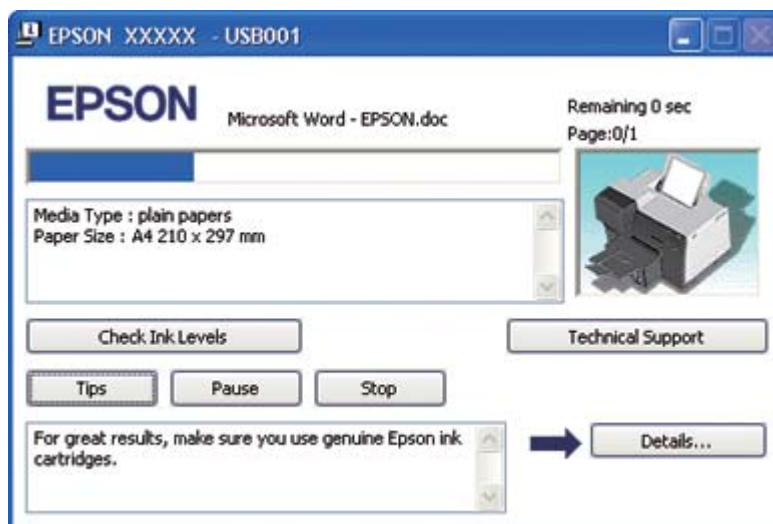 EPSON XXXXX - USB001
EPSON
Microsoft Word - EPSON.doc
Remaining 0 sec
Page:0/1
Media Type : plain papers
Paper Size : A4 210 x 297 mm
Check Ink Levels
Technical Support
Tips
Pause
Stop
For great results, make sure you use genuine Epson ink
cartridges.
Details...